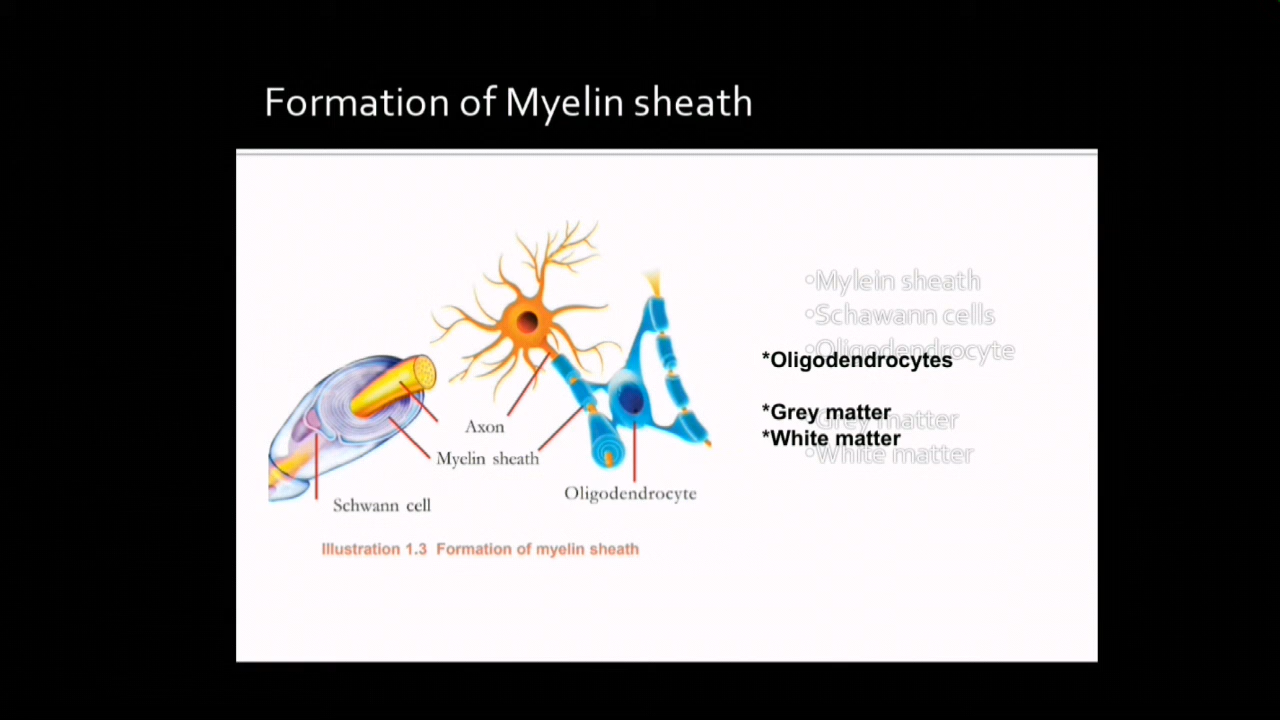 Formation of Myelin sheath
•Mylein sheath
•Schawann cells
•Oligodendrocyte
*Oligodendrocytes
*Grey matter
•Grey matter
*White matter
•White matter
Axon
Myelin sheath
Oligodendrocyte
Schwann cell
Illustration 1.3 Formation of myelin sheath